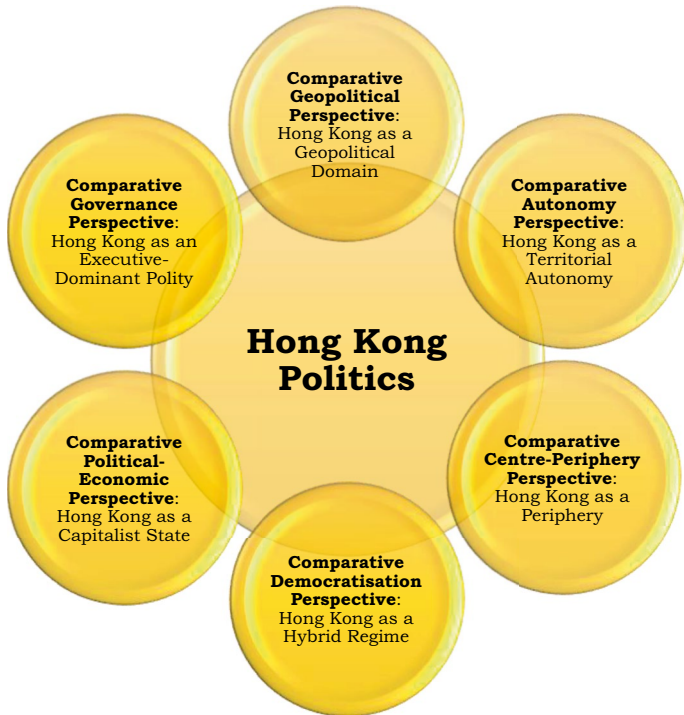 Comparative
Geopolitical
Perspective:
Hong Kong as a
Geopolitical
Domain
Comparative
Autonomy
Perspective:
Hong Kong as a
Territorial
Autonomy
Comparative
Centre-Periphery
Perspective:
Hong Kong as a
Periphery
Comparative
Democratisation
Perspective:
Hong Kong as a
Hybrid Regime
Comparative
Political-
Economic
Perspective:
Hong Kong as a
Capitalist State
Comparative
Governance
Perspective:
Hong Kong as an
Executive-
Dominant Polity
Hong Kong
Politics